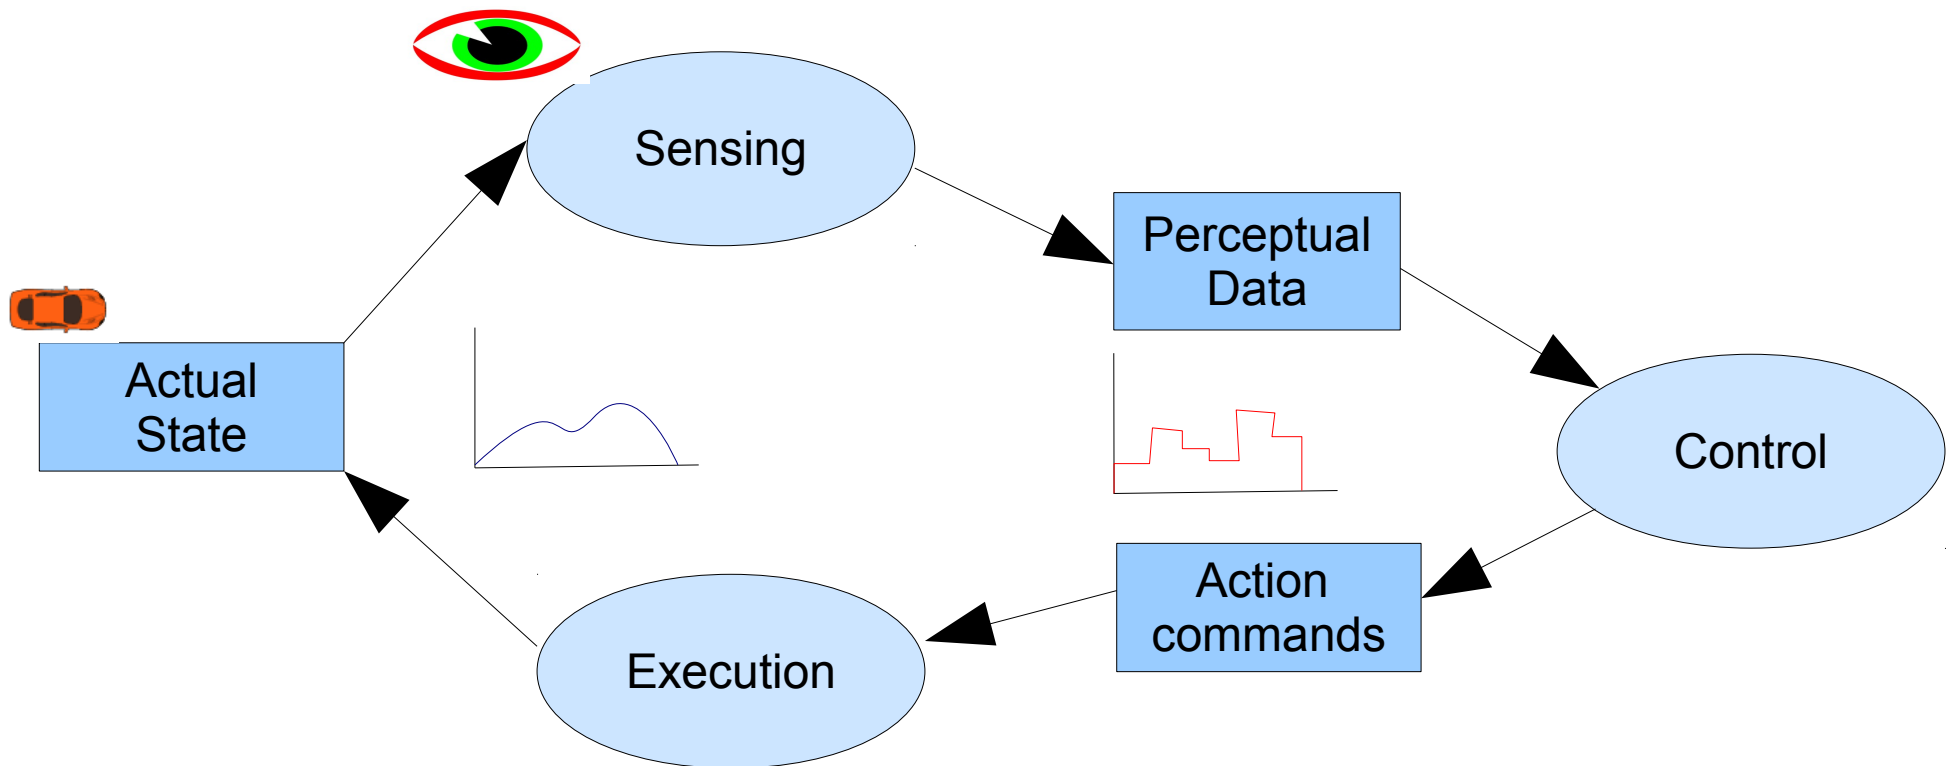 Sensing
Perceptual
Data
Actual
State
Control
Action
commands
Execution